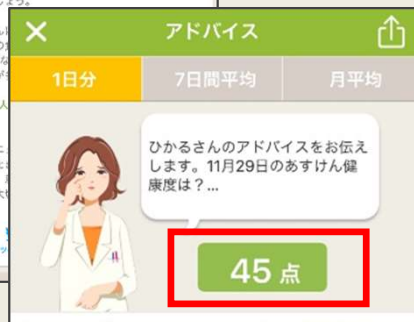 アドバイス
1日分
7日間平均
月平均
ひかるさんのアドバイスをお伝え
します。11月29日のあすけん健
康度は？...
45点